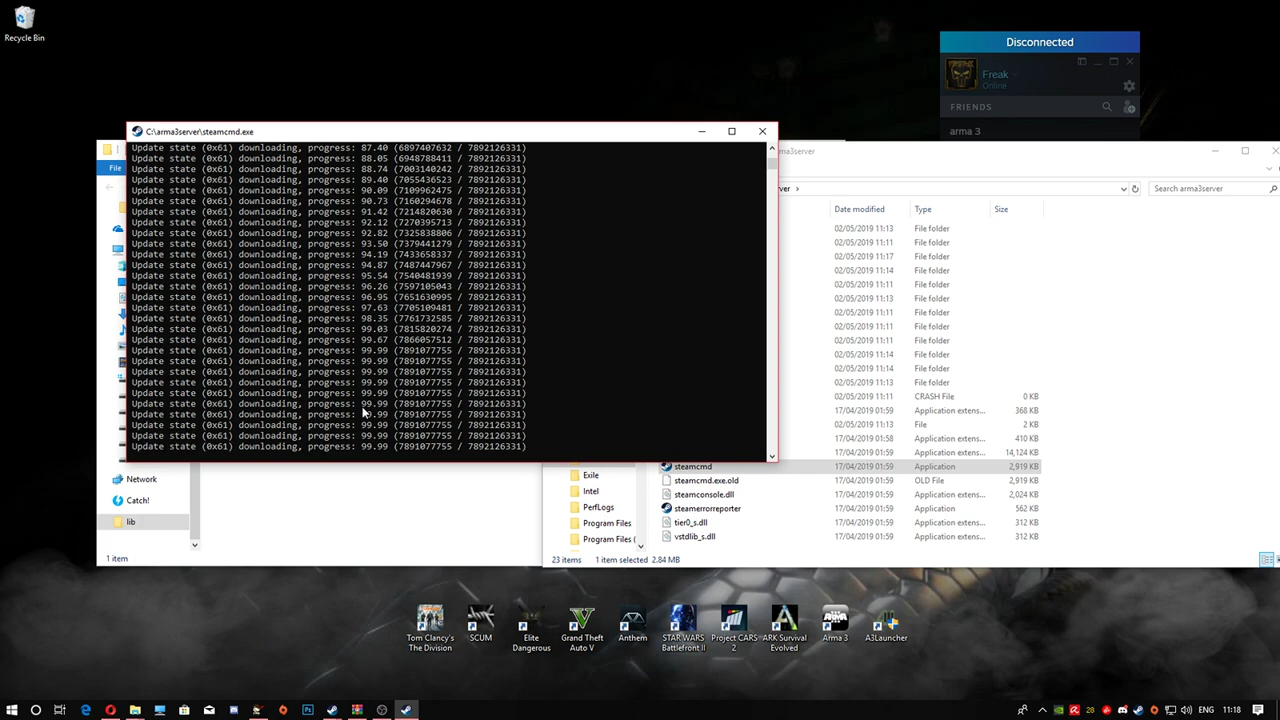 Recycle Bin
Disconnected
Freak
Online
FRIENDS
arma 3
C:\arma3server\steamcmd.exe
Update state (0x61) downloading, progress: 87.40 (6897407632 / 7892126331)
Update state (0x61) downloading, progress: 88.05 (6948788411 / 7892126331)
Update state (0x61) downloading, progress: 88.74 (7003140242 / 7892126331)
Update state (0x61) downloading, progress: 89.40 (7055436523 / 7892126331)
Update state (0x61) downloading, progress: 90.09 (7109962475 / 7892126331)
Update state (0x61) downloading, progress: 90.73 (7160294678 / 7892126331)
Update state (0x61) downloading, progress: 91.42 (7214820630 / 7892126331)
Update state (0x61) downloading, progress: 92.12 (7270395713 / 7892126331)
Update state (0x61) downloading, progress: 92.82 (7325838806 / 7892126331)
Update state (0x61) downloading, progress: 93.50 (7379441279 / 7892126331)
Update state (0x61) downloading, progress: 94.19 (7433658337 / 7892126331)
Update state (0x61) downloading, progress: 94.87 (7487447967 / 7892126331)
Update state (0x61) downloading, progress: 95.54 (7540481939 / 7892126331)
Update state (0x61) downloading, progress: 96.26 (7597105043 / 7892126331)
Update state (0x61) downloading, progress: 96.95 (7651630995 / 7892126331)
Update state (0x61) downloading, progress: 97.63 (7705109481 / 7892126331)
Update state (0x61) downloading, progress: 98.35 (7761732585 / 7892126331)
Update state (0x61) downloading, progress: 99.03 (7815820274 / 7892126331)
Update state (0x61) downloading, progress: 99.67 (7866057512 / 7892126331)
Update state (0x61) downloading, progress: 99.99 (7891077755 / 7892126331)
Update state (0x61) downloading, progress: 99.99 (7891077755 / 7892126331)
Update state (0x61) downloading, progress: 99.99 (7891077755 / 7892126331)
Update state (0x61) downloading, progress: 99.99 (7891077755 / 7892126331)
Update state (0x61) downloading, progress: 99.99 (7891077755 / 7892126331)
Update state (0x61) downloading, progress: 99.99 (7891077755 / 7892126331)
Update state (0x61) downloading, progress: 99.99 (7891077755 / 7892126331)
Update state (0x61) downloading, progress: 99.99 (7891077755 / 7892126331)
Update state (0x61) downloading, progress: 99.99 (7891077755 / 7892126331)
Update state (0x61) downloading, progress: 99.99 (7891077755 / 7892126331)
File
Network
Catch!
lib
1 item
Search arma3server
Date modified Type Size
02/05/2019 11:13 File folder
02/05/2019 11:11 File folder
02/05/2019 11:17 File folder
02/05/2019 11:14 File folder
02/05/2019 11:11 File folder
02/05/2019 11:13 File folder
02/05/2019 11:11 File folder
02/05/2019 11:11 File folder
02/05/2019 11:11 File folder
02/05/2019 11:14 File folder
02/05/2019 11:14 File folder
02/05/2019 11:13 File folder
02/05/2019 11:11 CRASH File 0 KB
17/04/2019 01:59 Application extens... 368 KB
02/05/2019 11:11 File 2 KB
17/04/2019 01:58 Application extens... 410 KB
17/04/2019 01:59 Application extens... 14,124 KB
steamcmd 17/04/2019 01:59 Application 2,919 KB
steamcmd.exe.old 17/04/2019 01:59 OLD File 2,919 KB
steamconsole.dll 17/04/2019 01:59 Application extens... 2,024 KB
steamerrorreporter 17/04/2019 01:59 Application 562 KB
tier0_s.dll 17/04/2019 01:59 Application extens... 312 KB
vstdlib_s.dll 17/04/2019 01:59 Application extens... 312 KB
Exile
Intel
PerfLogs
Program Files
Program Files (
23 items 1 item selected 2.84 MB
Tom Clancy's The Division
SCUM
Elite Dangerous
Grand Theft Auto V
Anthem
STAR WARS Battlefront II
Project CARS 2
ARK Survival Evolved
Arma 3
A3Launcher
28
ENG
11:18